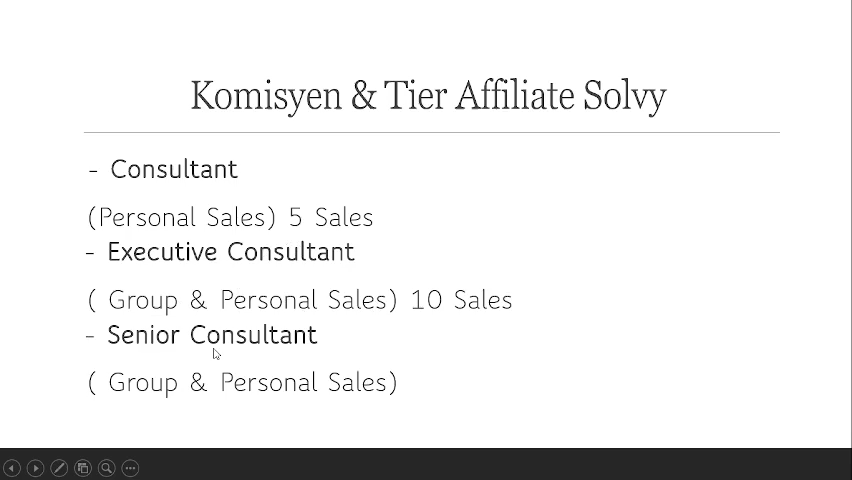 Komisyen & Tier Affiliate Solvy
- Consultant
(Personal Sales) 5 Sales
- Executive Consultant
( Group & Personal Sales) 10 Sales
- Senior Consultant
( Group & Personal Sales)